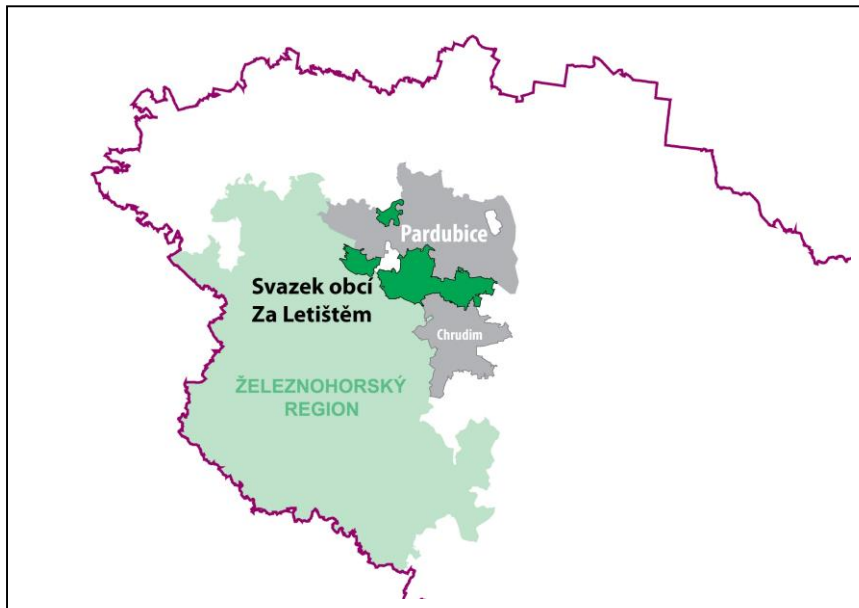 Pardubice
Svazek obcí
Za Letištěm
Chrudim
ŽELEZNOHORSKÝ
REGION